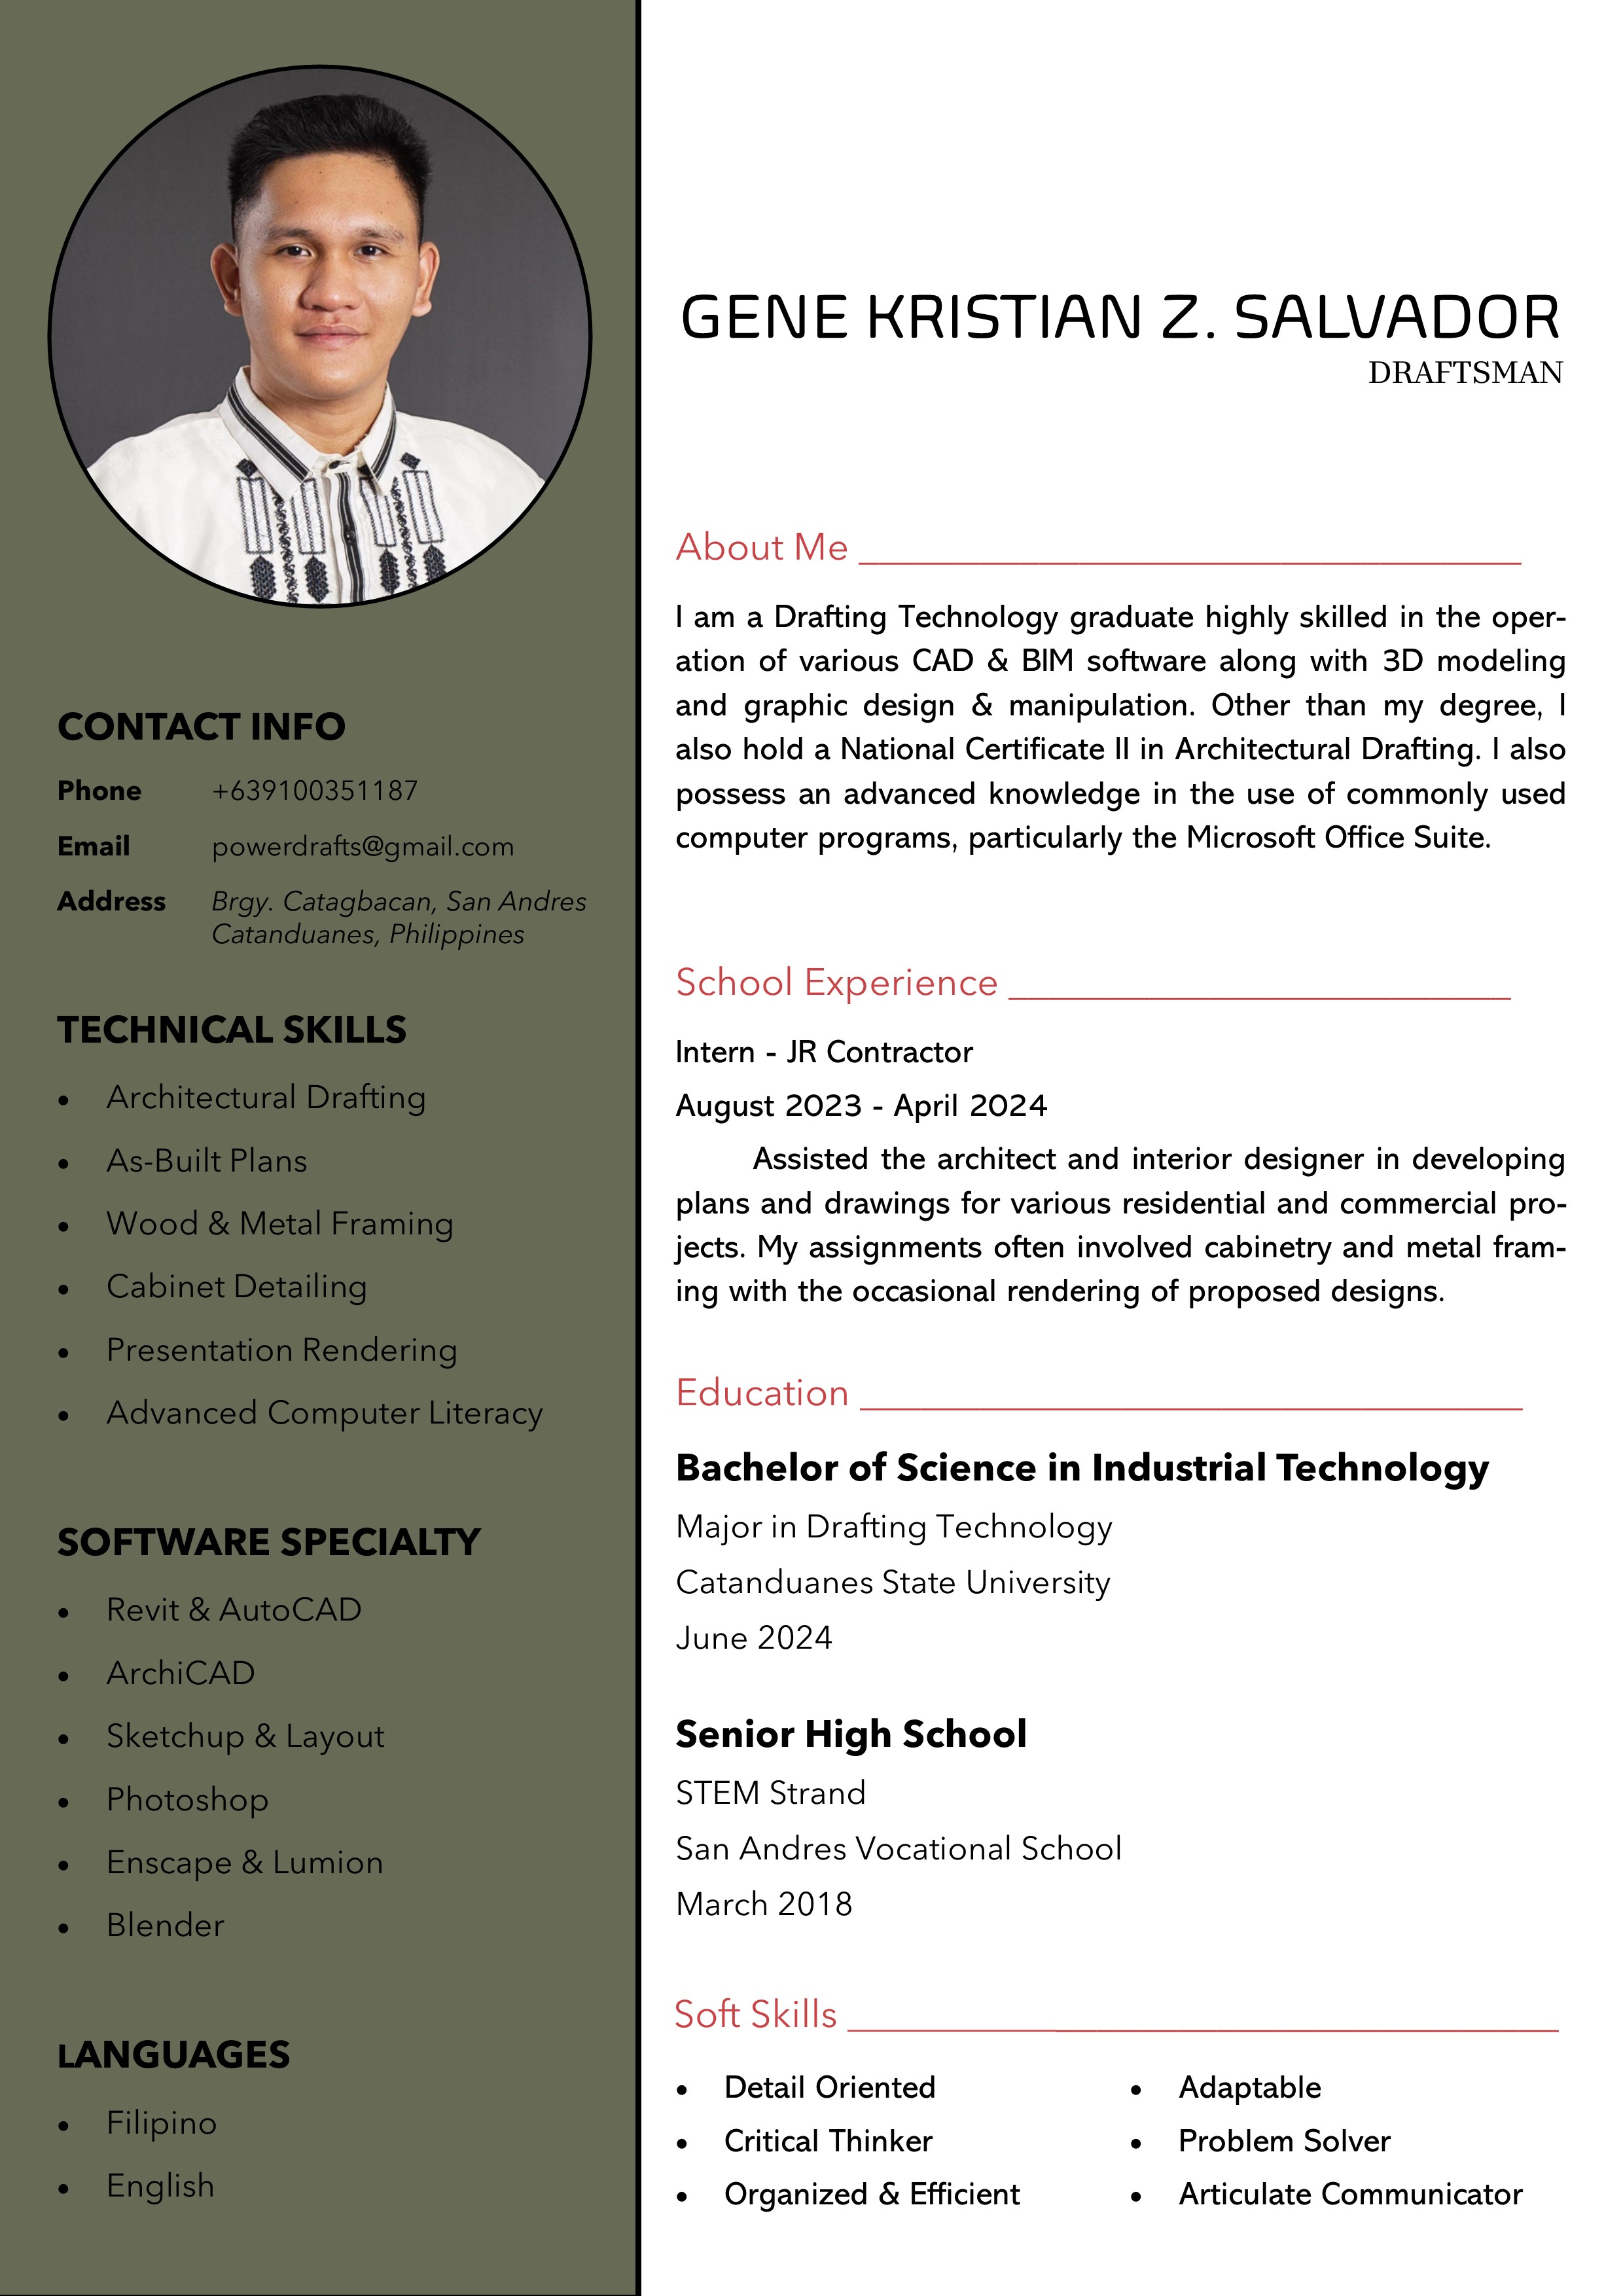 CONTACT INFO
Phone +639100351187
Email powerdrafts@gmail.com
Address Brgy. Catagbacan, San Andres
Catanduanes, Philippines
TECHNICAL SKILLS
• Architectural Drafting
• As-Built Plans
• Wood & Metal Framing
• Cabinet Detailing
• Presentation Rendering
• Advanced Computer Literacy
SOFTWARE SPECIALTY
• Revit & AutoCAD
• ArchiCAD
• Sketchup & Layout
• Photoshop
• Enscape & Lumion
• Blender
LANGUAGES
• Filipino
• English
GENE KRISTIAN Z. SALVADOR
DRAFTSMAN
About Me
I am a Drafting Technology graduate highly skilled in the oper-
ation of various CAD & BIM software along with 3D modeling
and graphic design & manipulation. Other than my degree, I
also hold a National Certificate II in Architectural Drafting. I also
possess an advanced knowledge in the use of commonly used
computer programs, particularly the Microsoft Office Suite.
School Experience
Intern - JR Contractor
August 2023 - April 2024
Assisted the architect and interior designer in developing
plans and drawings for various residential and commercial pro-
jects. My assignments often involved cabinetry and metal fram-
ing with the occasional rendering of proposed designs.
Education
Bachelor of Science in Industrial Technology
Major in Drafting Technology
Catanduanes State University
June 2024
Senior High School
STEM Strand
San Andres Vocational School
March 2018
Soft Skills
• Detail Oriented
• Critical Thinker
• Organized & Efficient
• Adaptable
• Problem Solver
• Articulate Communicator